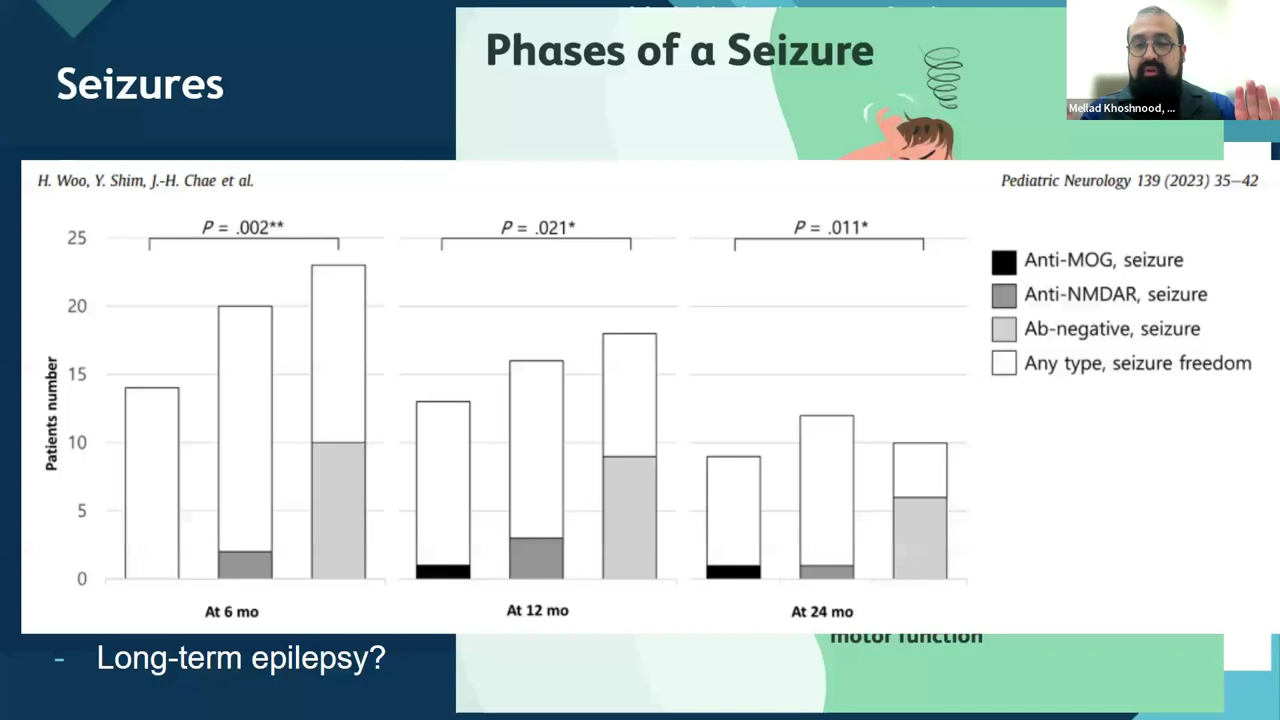 Phases of a Seizure
Seizures
Mellad Khoshnood, ...
H. Woo, Y. Shim, J.-H. Chae et al.
Pediatric Neurology 139 (2023) 35–42
P = .002**
P = .021*
P = .011*
25
20
15
10
5
0
Patients number
At 6 mo
At 12 mo
At 24 mo
Anti-MOG, seizure
Anti-NMDAR, seizure
Ab-negative, seizure
Any type, seizure freedom
motor function
- Long-term epilepsy?